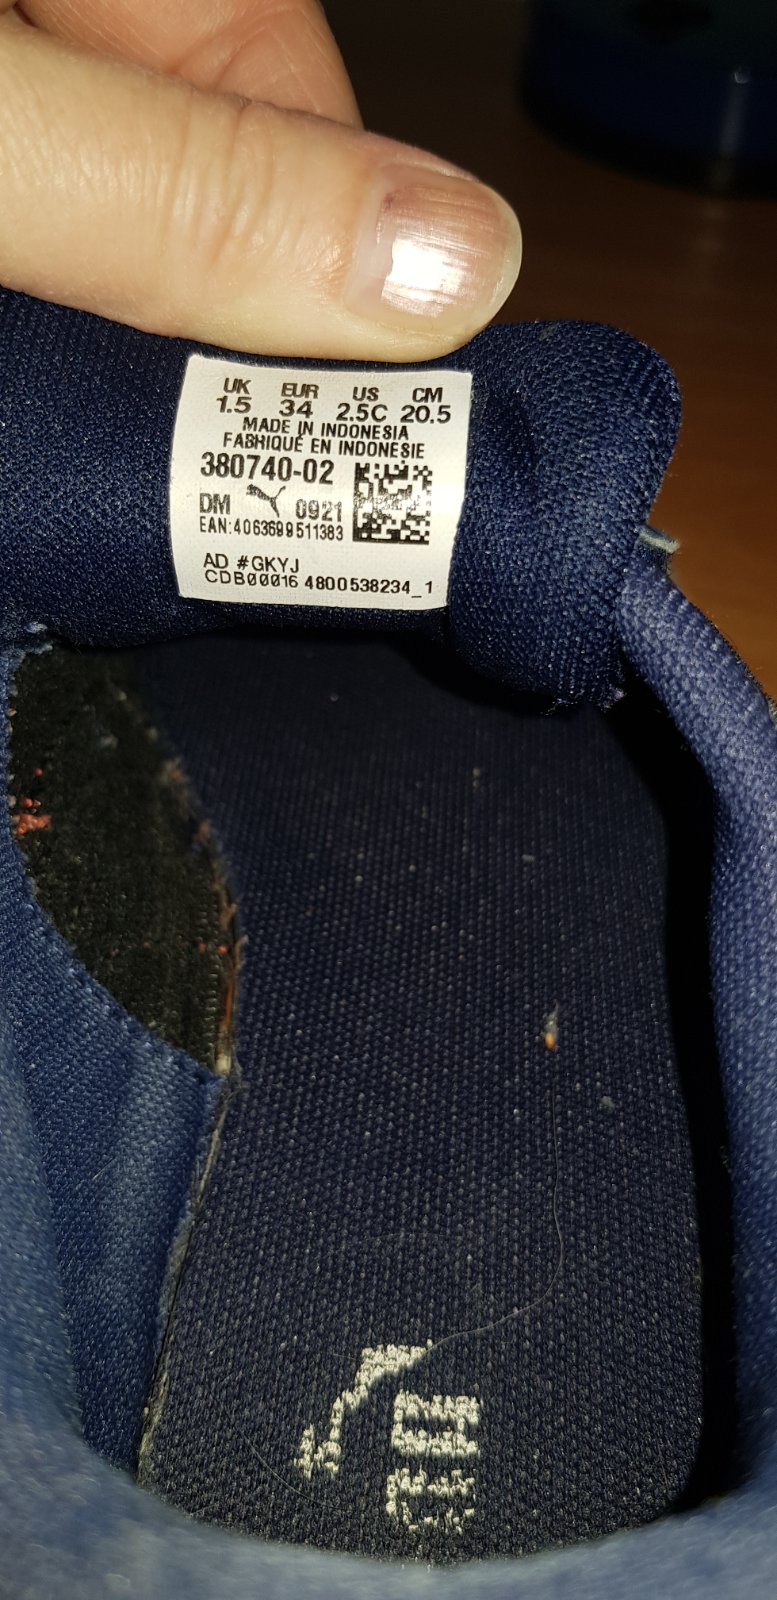 UK EUR US CM
1.5 34 2.5C 20.5
MADE IN INDONESIA
FABRIQUÉ EN INDONESIE
380740-02
DM 0921
EAN:4063699511383
AD #GKYJ
CDB00016 4800538234_1